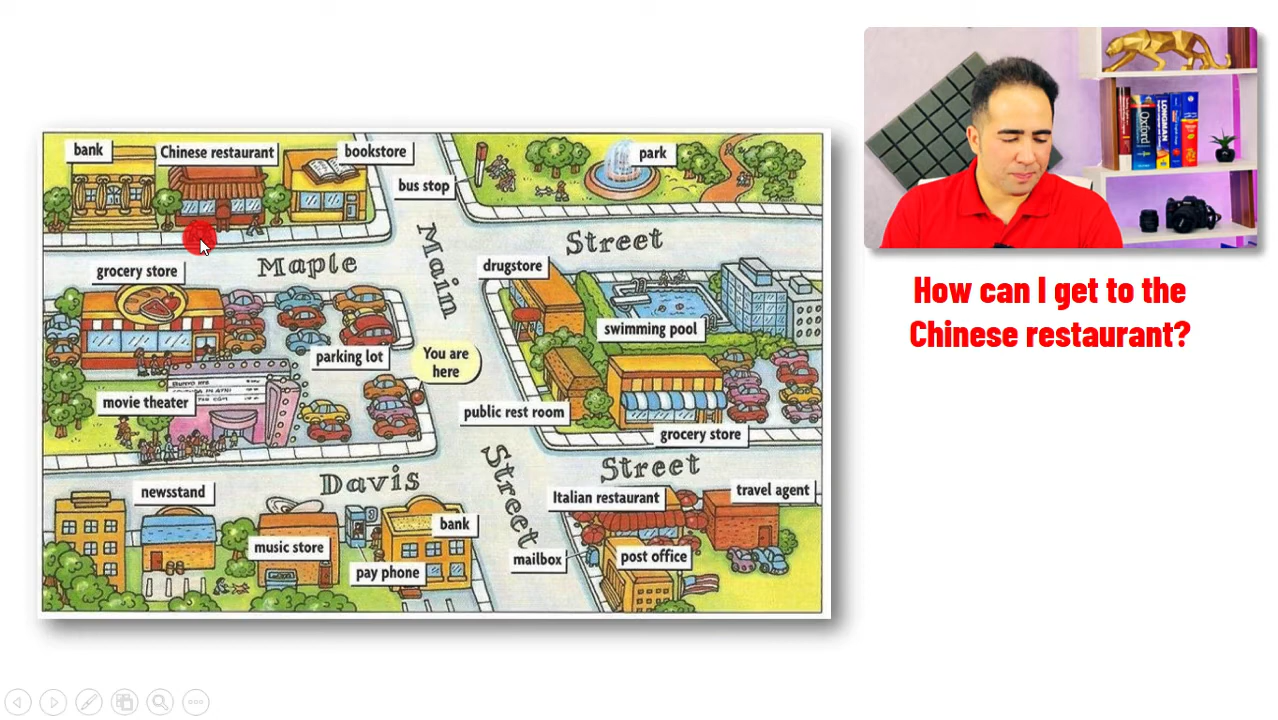 bank
Chinese restaurant
bookstore
park
bus stop
Main
Street
Maple
grocery store
drugstore
swimming pool
parking lot
You are
here
movie theater
public rest room
grocery store
Street
Street
Davis
newsstand
Italian restaurant
travel agent
bank
music store
mailbox
post office
pay phone
How can I get to the
Chinese restaurant?
Oxford
LONGMAN